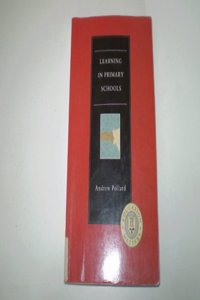 LEARNING
IN PRIMARY
SCHOOLS
Andrew Pollard